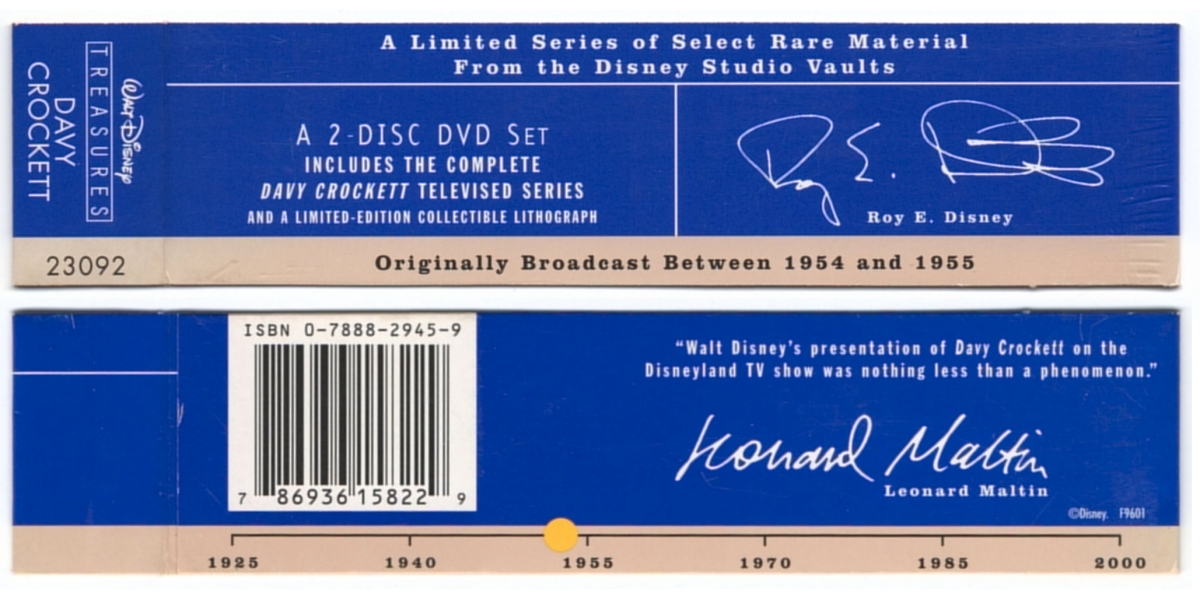 A Limited Series of Select Rare Material
From the Disney Studio Vaults
WALT DISNEY
TREASURES
DAVY
CROCKETT
A 2-DISC DVD SET
INCLUDES THE COMPLETE
DAVY CROCKETT TELEVISED SERIES
AND A LIMITED-EDITION COLLECTIBLE LITHOGRAPH
Roy E. Disney
Roy E. Disney
23092
Originally Broadcast Between 1954 and 1955
ISBN 0-7888-2945-9
7 86936 15822 9
"Walt Disney's presentation of Davy Crockett on the
Disneyland TV show was nothing less than a phenomenon."
Leonard Maltin
Leonard Maltin
©Disney. F9601
1925 1940 1955 1970 1985 2000